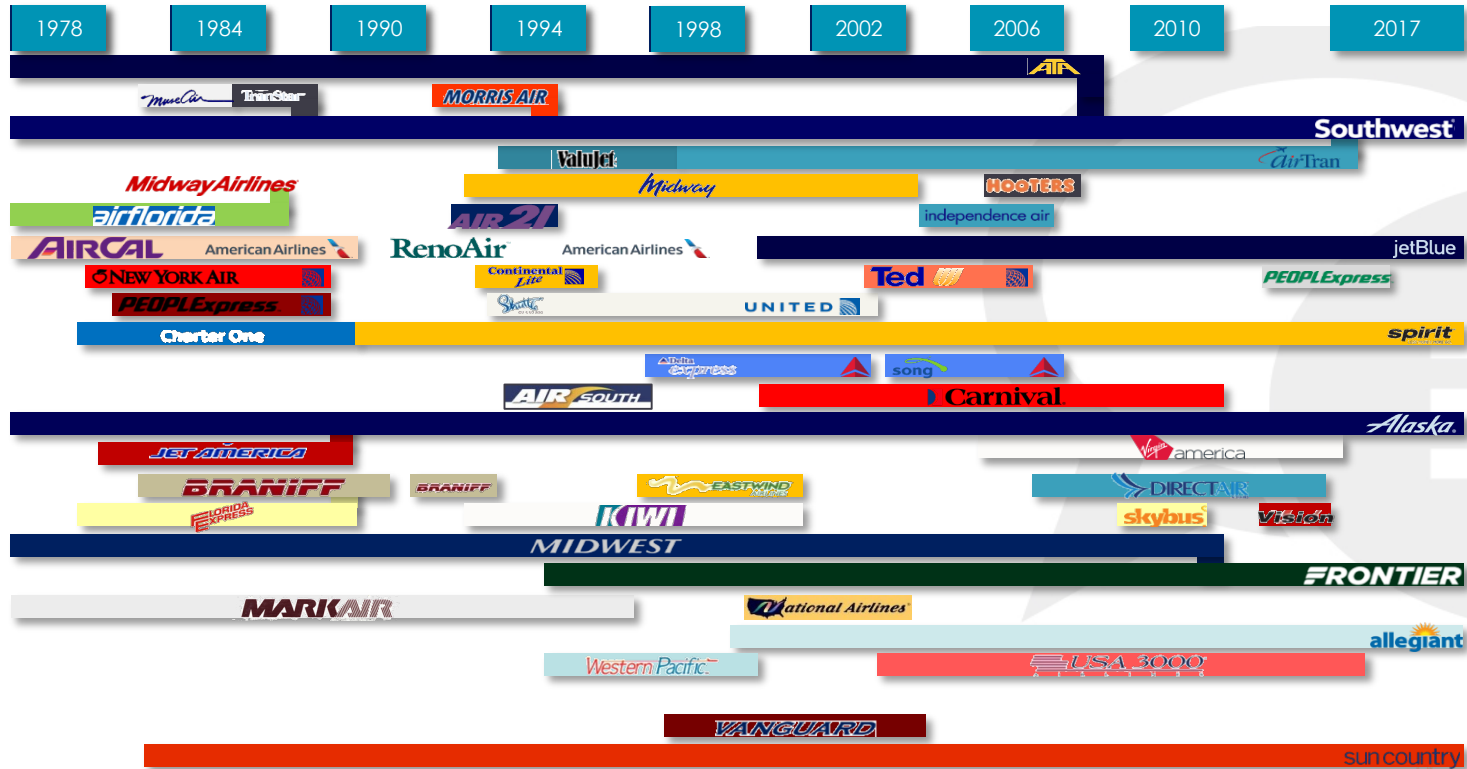 1978 1984 1990 1994 1998 2002 2006 2010 2017
ATA
Muse Air TranStar MORRIS AIR
Southwest
ValuJet airTran
Midway Airlines Midway HOOTERS
airflorida AIR 21 independence air
AIRCAL American Airlines RenoAir American Airlines jetBlue
NEW YORK AIR Continental Lite Ted PEOPLExpress
PEOPLExpress Shuttle UNITED
Charter One spirit
Delta express song
AIR SOUTH Carnival
Alaska
JET AMERICA Virgin america
BRANIFF BRANIFF EASTWIND DIRECTAIR
FLORIDA EXPRESS KIWI skybus Vision
MIDWEST
FRONTIER
MARKAIR National Airlines
allegiant
Western Pacific USA 3000
VANGUARD
sun country